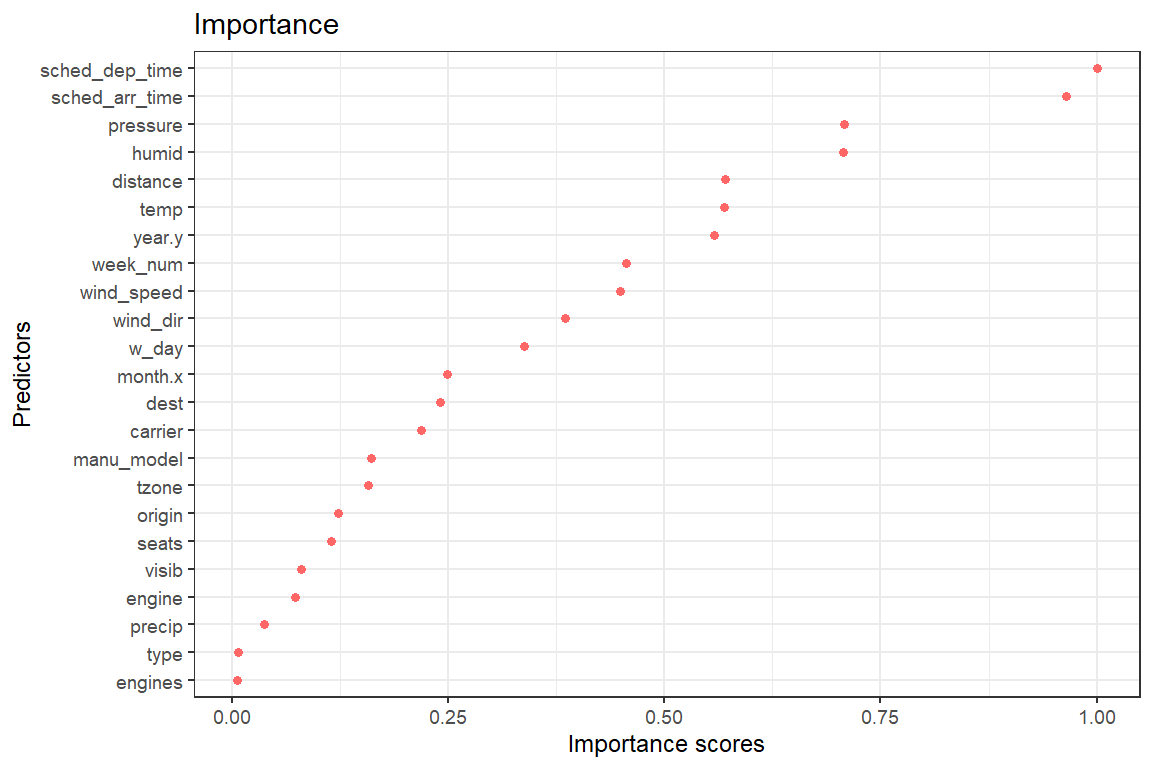 Importance
sched_dep_time
sched_arr_time
pressure
humid
distance
temp
year.y
week_num
wind_speed
wind_dir
w_day
month.x
dest
carrier
manu_model
tzone
origin
seats
visib
engine
precip
type
engines
Predictors
0.00 0.25 0.50 0.75 1.00
Importance scores